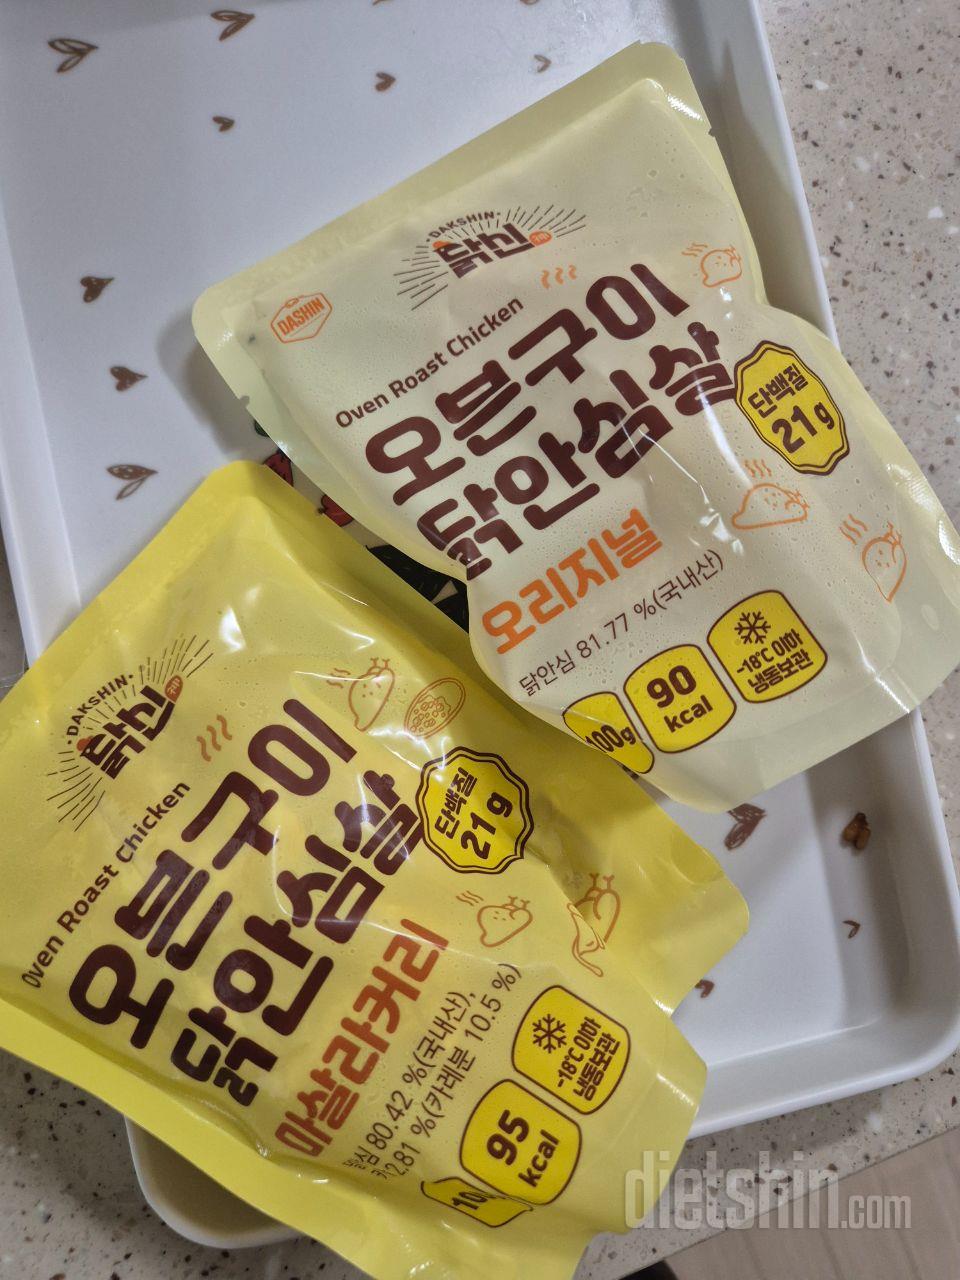 DASHIN
·DAKSHIN·
닭신
Oven Roast Chicken
오븐구이
닭안심살
오리지널
단백질
21 g
닭안심 81.77 %(국내산)
100g
90
kcal
-18℃ 이하
냉동보관
·DAKSHIN·
닭신
Oven Roast Chicken
오븐구이
닭안심살
마살라커리
단백질
21 g
80.42 %(국내산),
2.81 %(카레분 10.5 %)
95
kcal
-18℃ 이하
냉동보관
dietshin.com